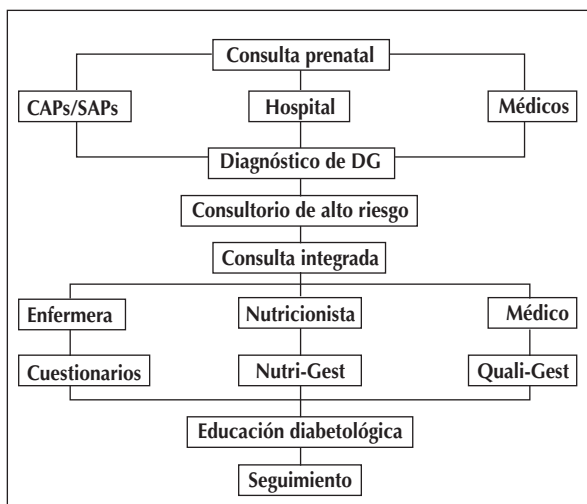 Consulta prenatal
CAPs/SAPs Hospital Médicos
Diagnóstico de DG
Consultorio de alto riesgo
Consulta integrada
Enfermera Nutricionista Médico
Cuestionarios Nutri-Gest Quali-Gest
Educación diabetológica
Seguimiento